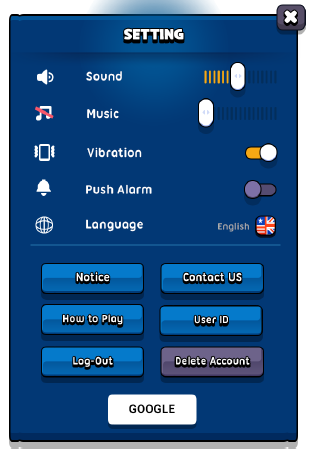 SETTING
Sound
Music
Vibration
Push Alarm
Language English
Notice Contact US
How to Play User ID
Log-Out Delete Account
GOOGLE